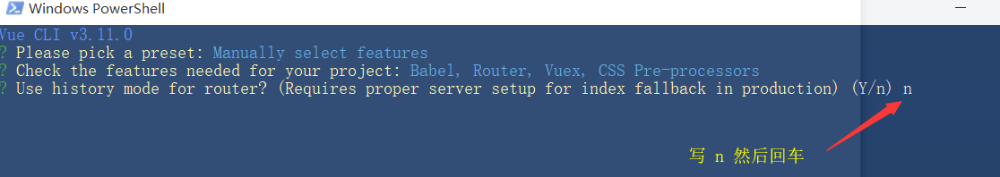 Windows PowerShell
Vue CLI v3.11.0
? Please pick a preset: Manually select features
? Check the features needed for your project: Babel, Router, Vuex, CSS Pre-processors
? Use history mode for router? (Requires proper server setup for index fallback in production) (Y/n) n
写 n 然后回车